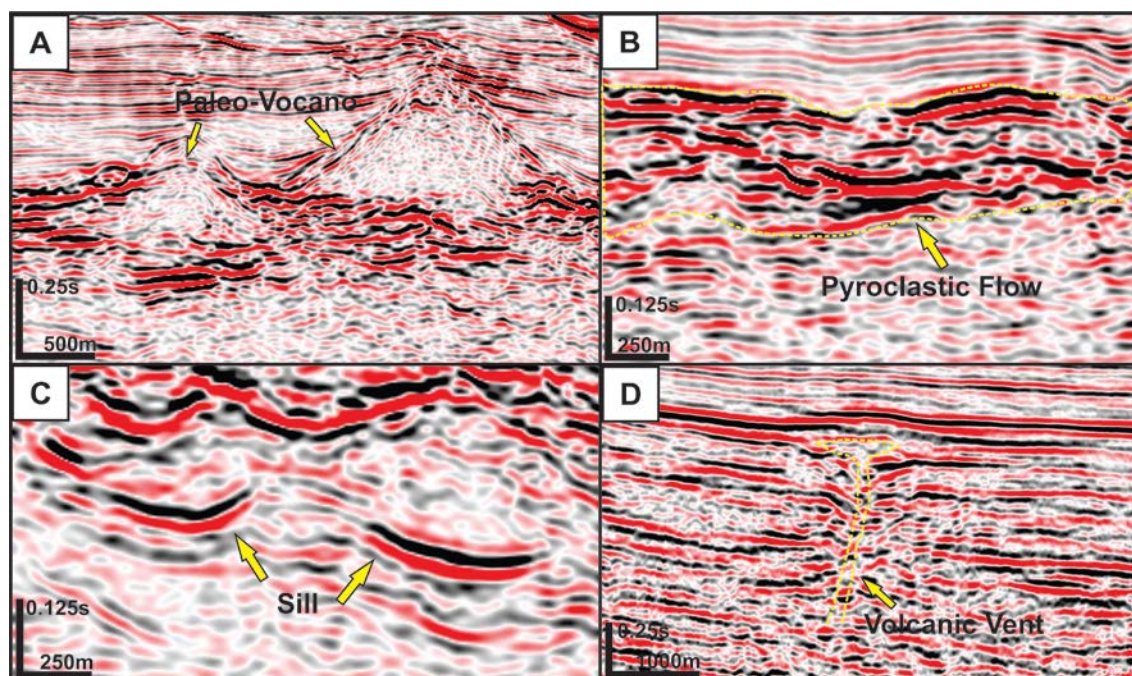 A
Paleo-Vocano
0.25s
500m
B
Pyroclastic Flow
0.125s
250m
C
Sill
0.125s
250m
D
Volcanic Vent
0.25s
1000m